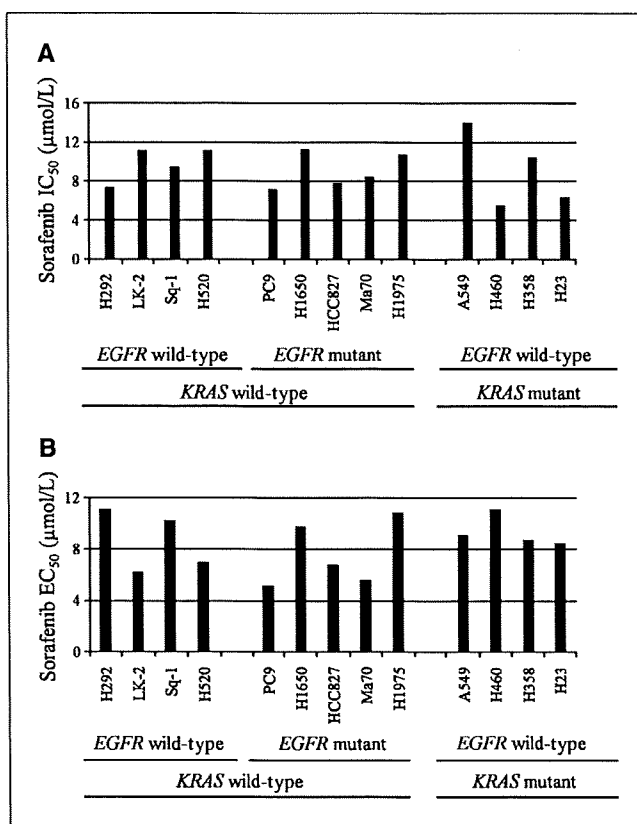 A
Sorafenib IC50 (μmol/L)
16
12
8
4
0
H292
LK-2
Sq-1
H520
PC9
H1650
HCC827
Ma70
H1975
A549
H460
H358
H23
EGFR wild-type
EGFR mutant
EGFR wild-type
KRAS wild-type
KRAS mutant
B
Sorafenib EC50 (μmol/L)
12
8
4
0
H292
LK-2
Sq-1
H520
PC9
H1650
HCC827
Ma70
H1975
A549
H460
H358
H23
EGFR wild-type
EGFR mutant
EGFR wild-type
KRAS wild-type
KRAS mutant